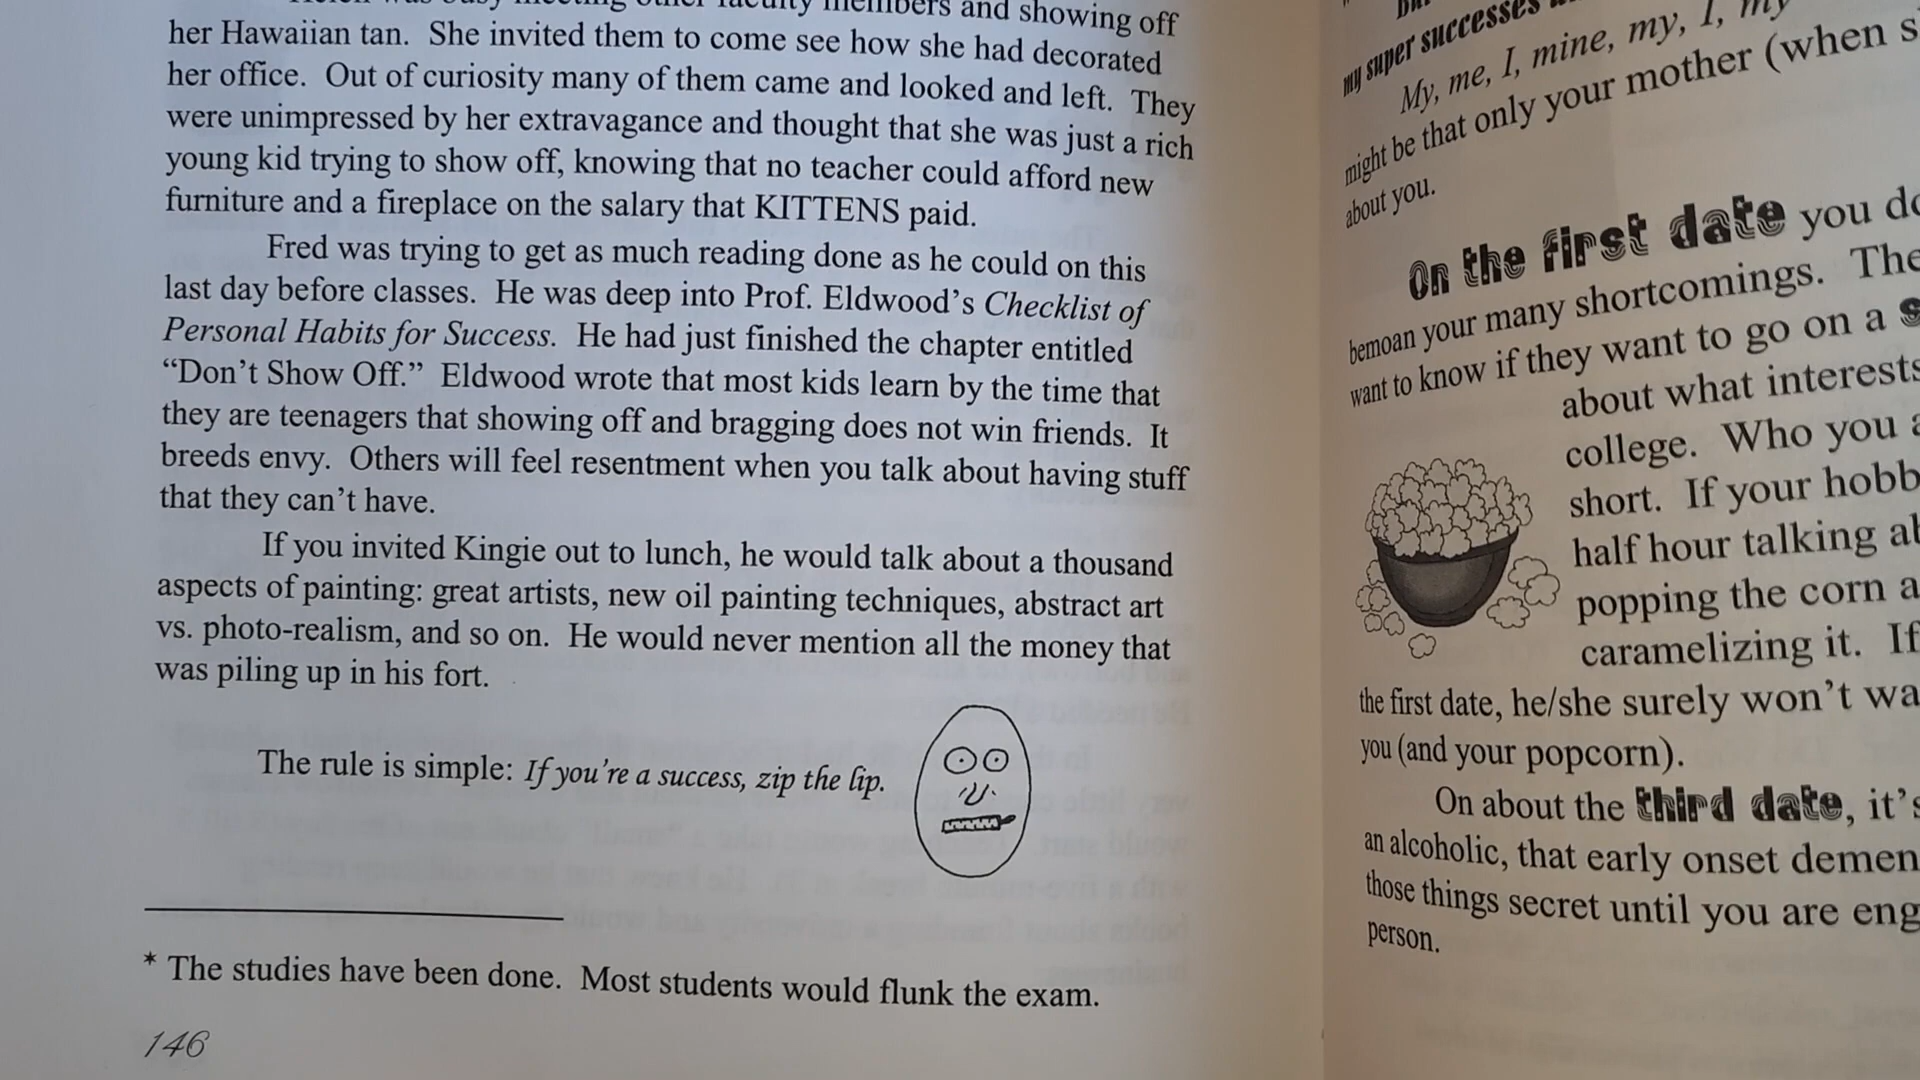 members and showing off
her Hawaiian tan. She invited them to come see how she had decorated
her office. Out of curiosity many of them came and looked and left. They
were unimpressed by her extravagance and thought that she was just a rich
young kid trying to show off, knowing that no teacher could afford new
furniture and a fireplace on the salary that KITTENS paid.
Fred was trying to get as much reading done as he could on this
last day before classes. He was deep into Prof. Eldwood's Checklist of
Personal Habits for Success. He had just finished the chapter entitled
"Don't Show Off." Eldwood wrote that most kids learn by the time that
they are teenagers that showing off and bragging does not win friends. It
breeds envy. Others will feel resentment when you talk about having stuff
that they can't have.
If you invited Kingie out to lunch, he would talk about a thousand
aspects of painting: great artists, new oil painting techniques, abstract art
vs. photo-realism, and so on. He would never mention all the money that
was piling up in his fort.
The rule is simple: If you're a success, zip the lip.
* The studies have been done. Most students would flunk the exam.
146
my super successes
My, me, I, mine, my, I, my
might be that only your mother (when
about you.
On the first date you
bemoan your many shortcomings.
want to know if they want to go on a
about what interests
college. Who you
short. If your
half hour talking
popping the corn
caramelizing it. If
the first date, he/she surely won't
you (and your popcorn).
On about the third date, it's
an alcoholic, that early onset
those things secret until you are
person.